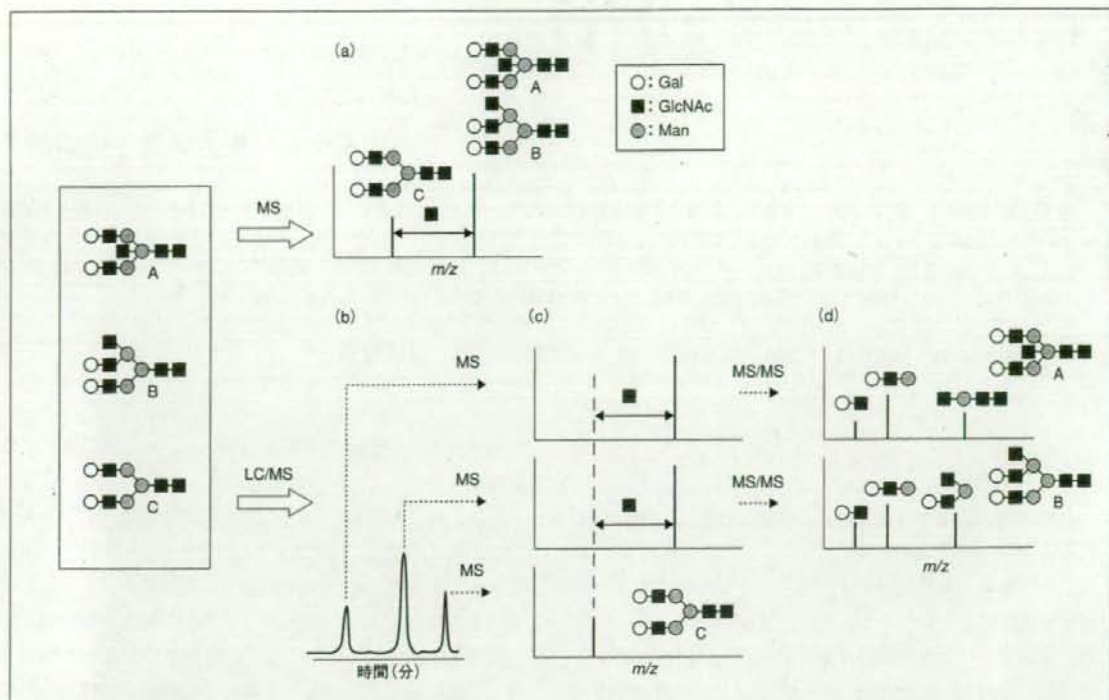 (a)
A
B
C
m/z
○: Gal
■: GlcNAc
●: Man
MS
A
B
C
LC/MS
(b)
MS
MS
MS
時間(分)
(c)
C
m/z
MS/MS
MS/MS
(d)
A
B
m/z